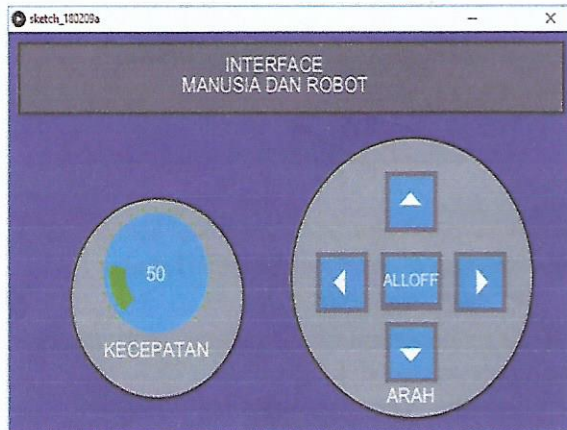 sketch_180209a
INTERFACE
MANUSIA DAN ROBOT
50
KECEPATAN
ALLOFF
ARAH